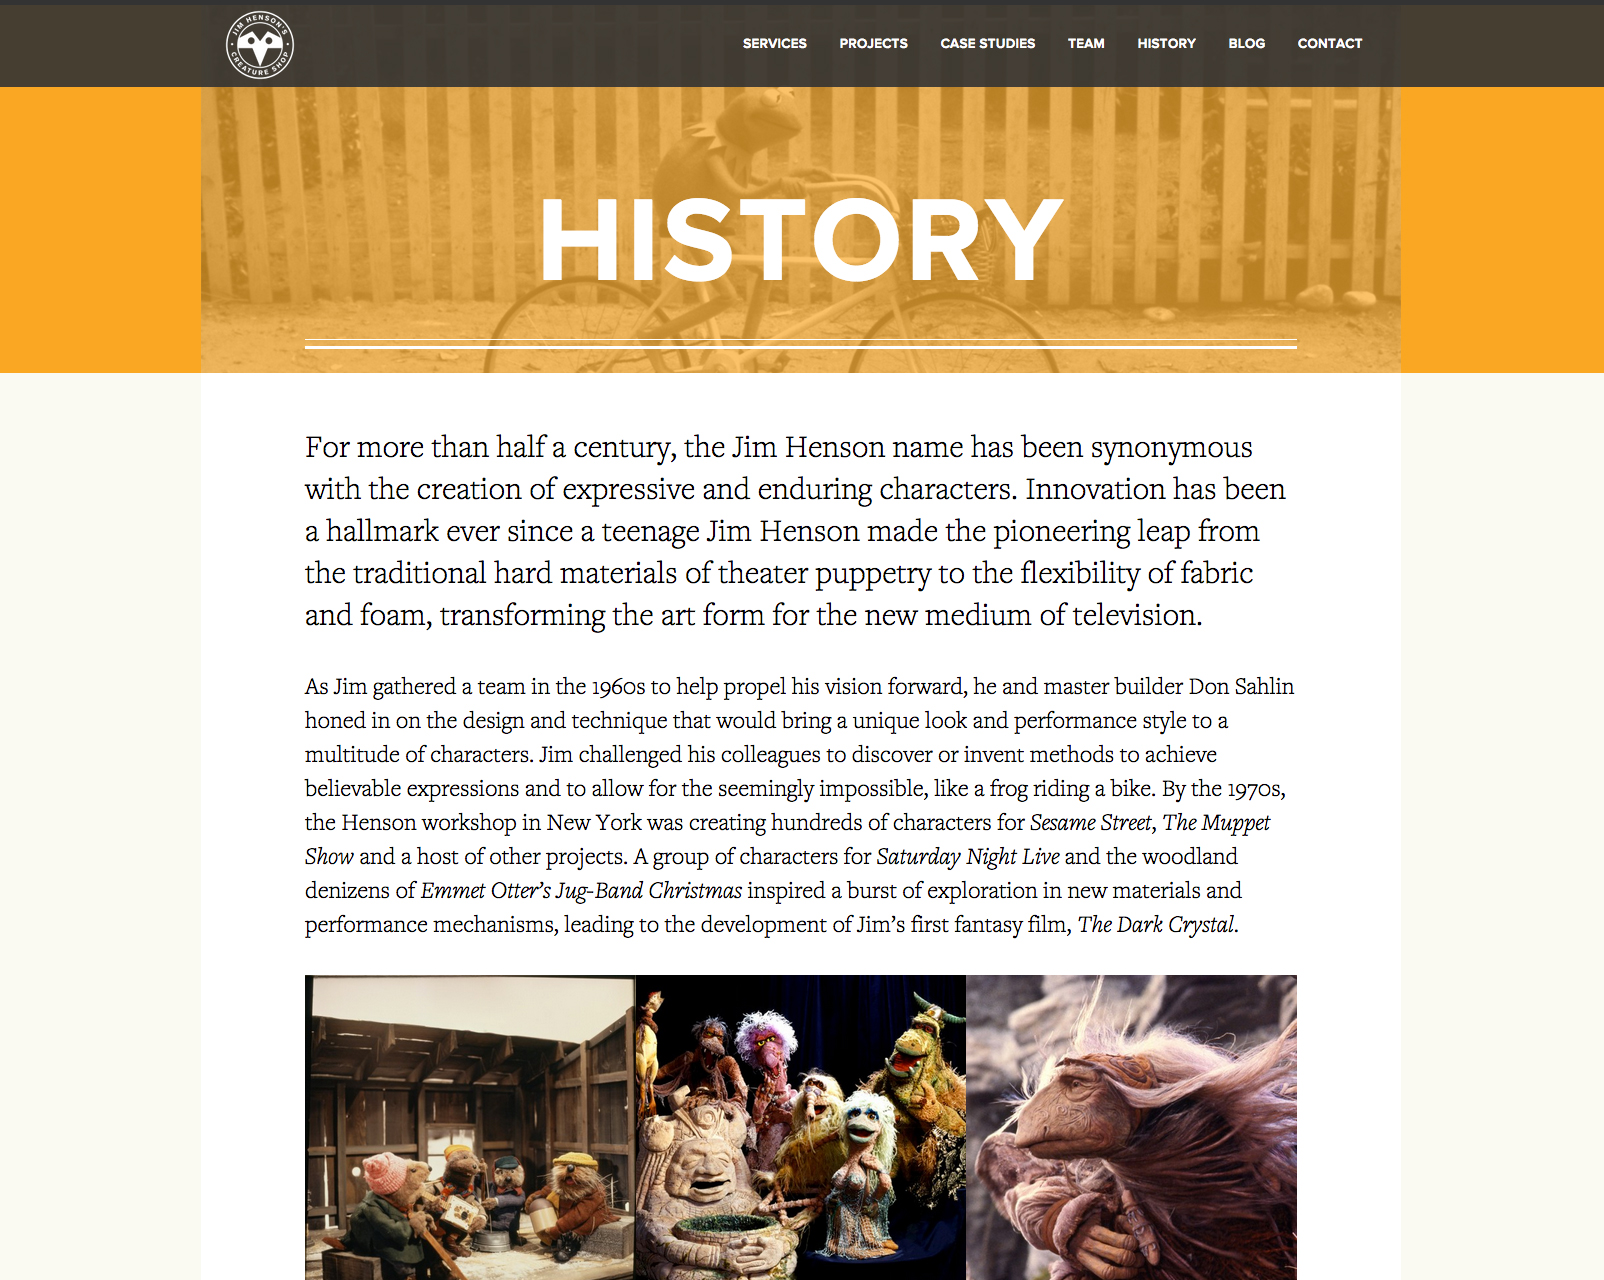 JIM HENSON'S
CREATURE SHOP
SERVICES PROJECTS CASE STUDIES TEAM HISTORY BLOG CONTACT
HISTORY
For more than half a century, the Jim Henson name has been synonymous
with the creation of expressive and enduring characters. Innovation has been
a hallmark ever since a teenage Jim Henson made the pioneering leap from
the traditional hard materials of theater puppetry to the flexibility of fabric
and foam, transforming the art form for the new medium of television.
As Jim gathered a team in the 1960s to help propel his vision forward, he and master builder Don Sahlin
honed in on the design and technique that would bring a unique look and performance style to a
multitude of characters. Jim challenged his colleagues to discover or invent methods to achieve
believable expressions and to allow for the seemingly impossible, like a frog riding a bike. By the 1970s,
the Henson workshop in New York was creating hundreds of characters for Sesame Street, The Muppet
Show and a host of other projects. A group of characters for Saturday Night Live and the woodland
denizens of Emmet Otter’s Jug-Band Christmas inspired a burst of exploration in new materials and
performance mechanisms, leading to the development of Jim’s first fantasy film, The Dark Crystal.